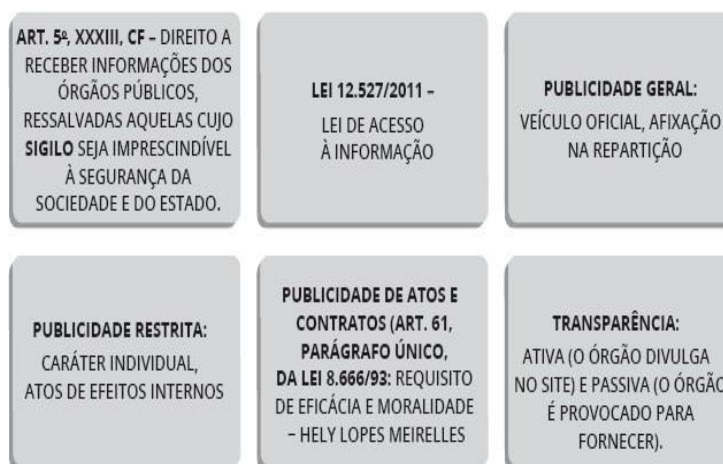 ART. 5º, XXXIII, CF – DIREITO A
RECEBER INFORMAÇÕES DOS
ÓRGÃOS PÚBLICOS,
RESSALVADAS AQUELAS CUJO
SIGILO SEJA IMPRESCINDÍVEL
À SEGURANÇA DA
SOCIEDADE E DO ESTADO.
LEI 12.527/2011 –
LEI DE ACESSO
À INFORMAÇÃO
PUBLICIDADE GERAL:
VEÍCULO OFICIAL, AFIXAÇÃO
NA REPARTIÇÃO
PUBLICIDADE RESTRITA:
CARÁTER INDIVIDUAL,
ATOS DE EFEITOS INTERNOS
PUBLICIDADE DE ATOS E
CONTRATOS (ART. 61,
PARÁGRAFO ÚNICO,
DA LEI 8.666/93: REQUISITO
DE EFICÁCIA E MORALIDADE
– HELY LOPES MEIRELLES
TRANSPARÊNCIA:
ATIVA (O ÓRGÃO DIVULGA
NO SITE) E PASSIVA (O ÓRGÃO
É PROVOCADO PARA
FORNECER).